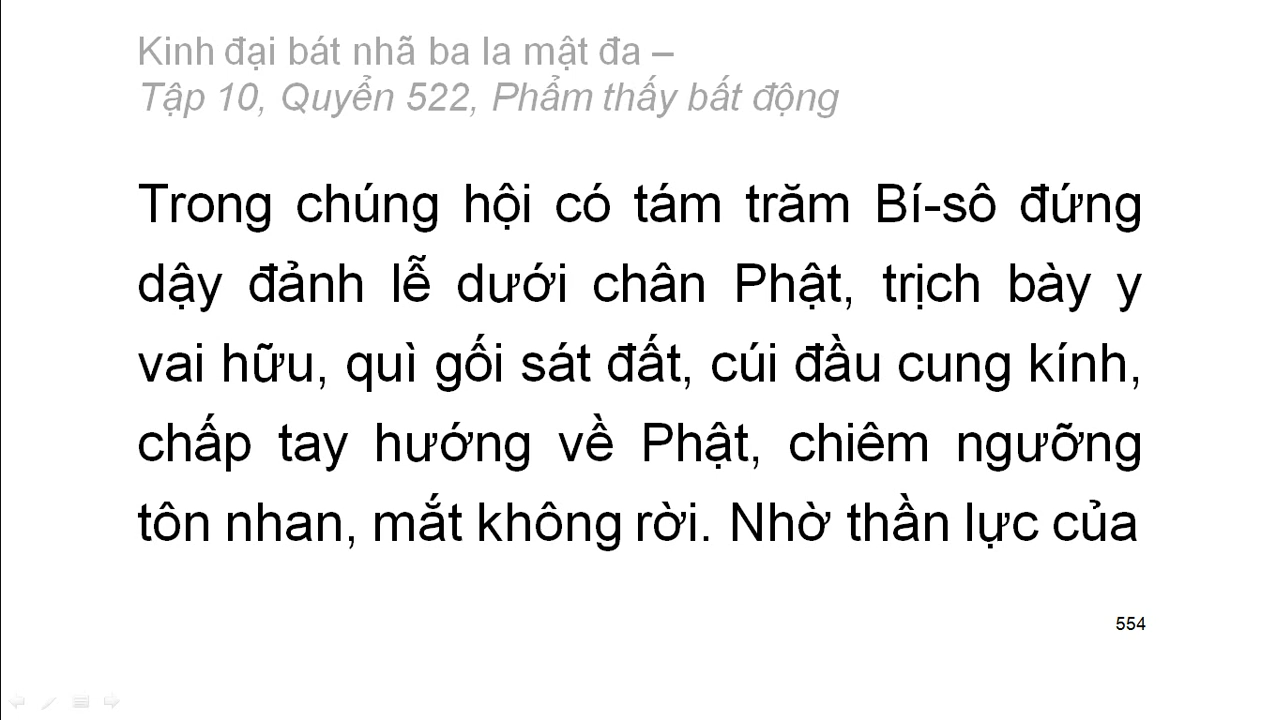 Kinh đại bát nhã ba la mật đa –
Tập 10, Quyển 522, Phẩm thấy bất động
Trong chúng hội có tám trăm Bí-sô đứng
dậy đảnh lễ dưới chân Phật, trịch bày y
vai hữu, quì gối sát đất, cúi đầu cung kính,
chấp tay hướng về Phật, chiêm ngưỡng
tôn nhan, mắt không rời. Nhờ thần lực của
554